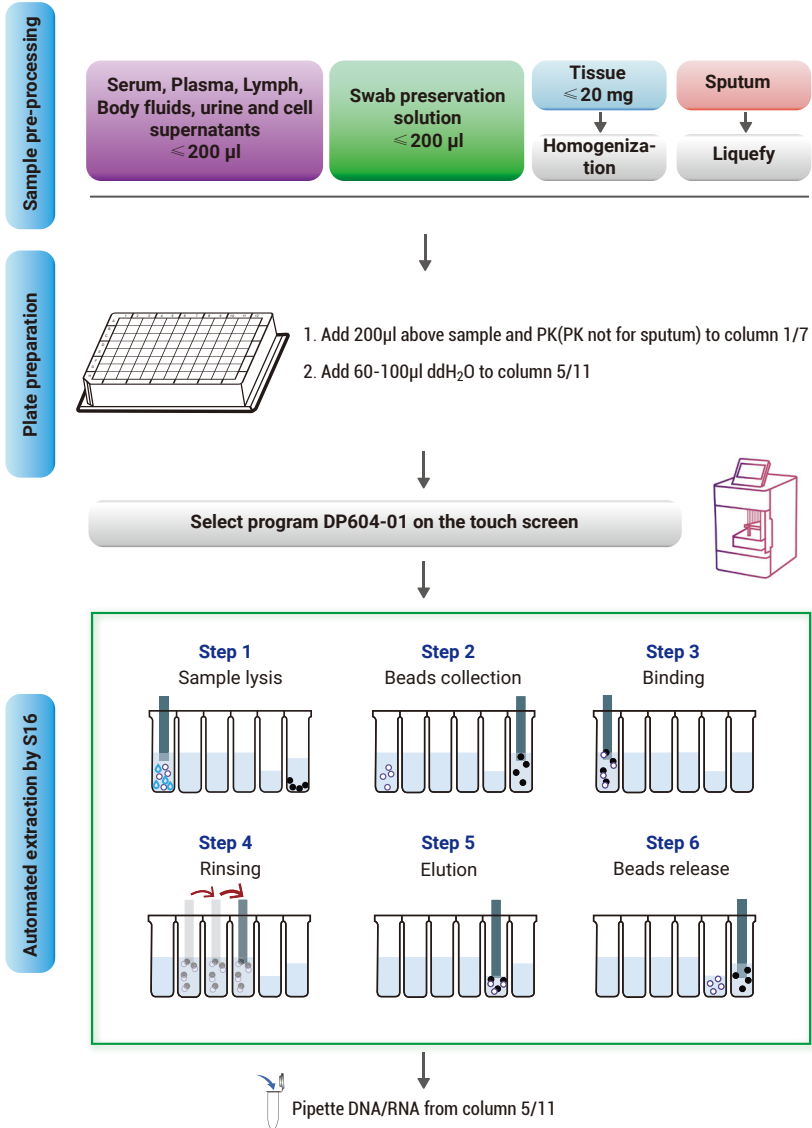 Sample pre-processing
Serum, Plasma, Lymph,
Body fluids, urine and cell
supernatants
≤200 μl
Swab preservation
solution
≤200 μl
Tissue
≤20 mg
Homogeniza-
tion
Sputum
Liquefy
Plate preparation
1. Add 200μl above sample and PK(PK not for sputum) to column 1/7
2. Add 60-100μl ddH₂O to column 5/11
Select program DP604-01 on the touch screen
Automated extraction by S16
Step 1
Sample lysis
Step 2
Beads collection
Step 3
Binding
Step 4
Rinsing
Step 5
Elution
Step 6
Beads release
Pipette DNA/RNA from column 5/11